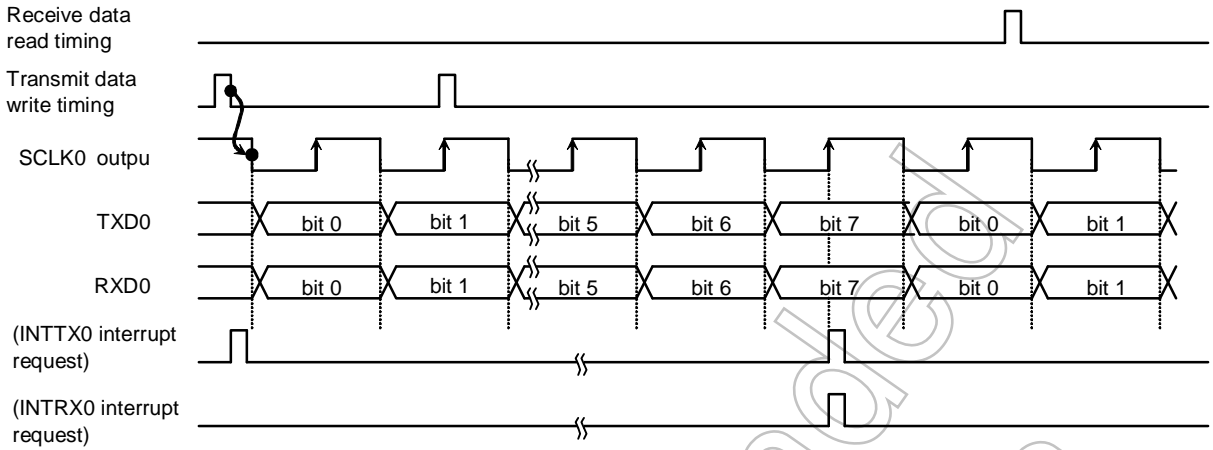 Receive data
read timing
Transmit data
write timing
SCLK0 outpu
TXD0 bit 0 bit 1 bit 5 bit 6 bit 7 bit 0 bit 1
RXD0 bit 0 bit 1 bit 5 bit 6 bit 7 bit 0 bit 1
(INTTX0 interrupt
request)
(INTRX0 interrupt
request)